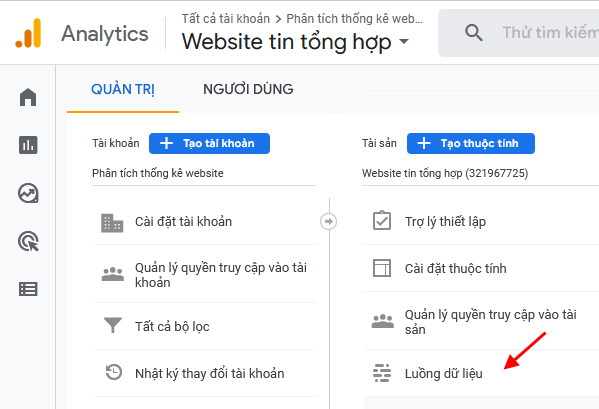 Analytics
Tất cả tài khoản > Phân tích thống kê web...
Website tin tổng hợp
Thử tìm kiếm
QUẢN TRỊ
NGƯƠI DÙNG
Tài khoản
+ Tạo tài khoản
Phân tích thống kê website
Cài đặt tài khoản
Quản lý quyền truy cập vào tài
khoản
Tất cả bộ lọc
Nhật ký thay đổi tài khoản
Tài sản
+ Tạo thuộc tính
Website tin tổng hợp (321967725)
Trợ lý thiết lập
Cài đặt thuộc tính
Quản lý quyền truy cập vào tài
sản
Luồng dữ liệu